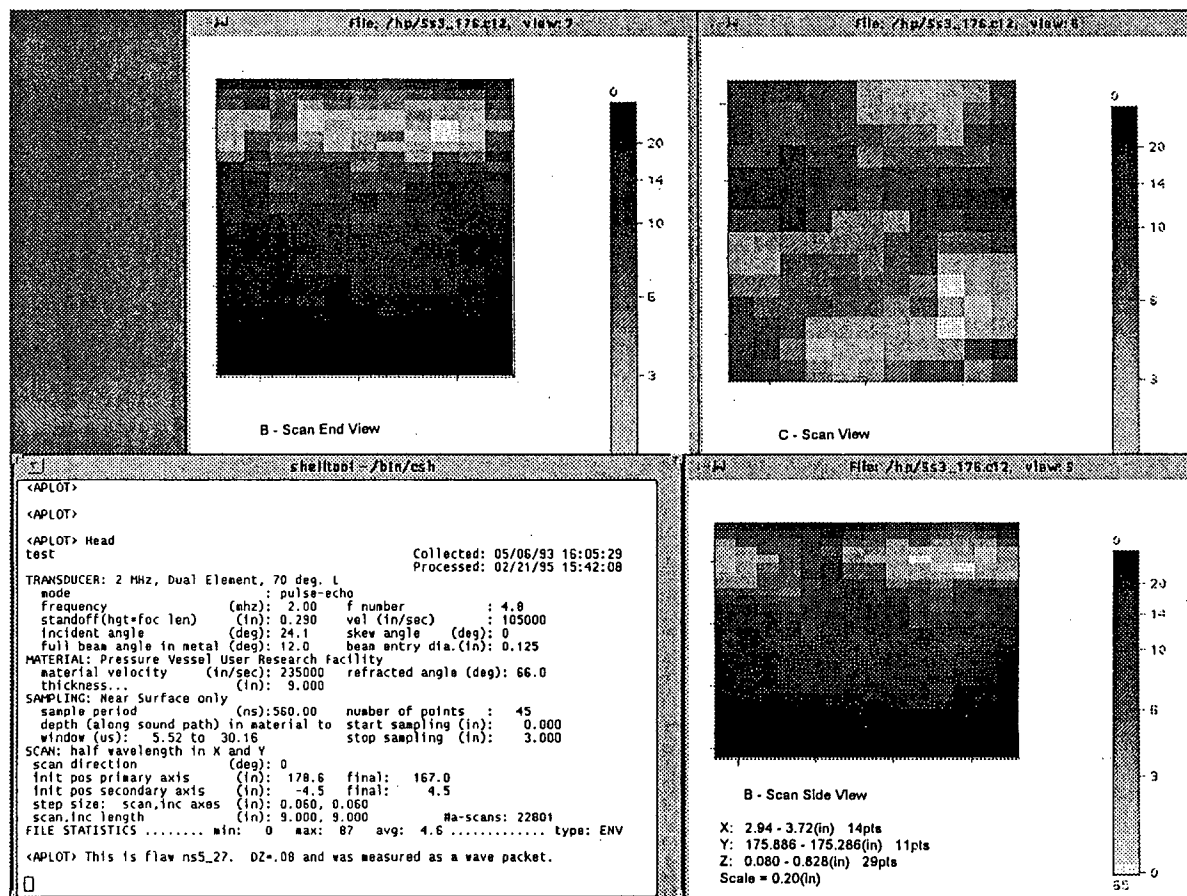 File: /hp/5s3_176.c12, view:7
0
20
14
10
6
3
B - Scan End View
File: /hp/5s3_176.c12, view:8
0
20
14
10
6
3
C - Scan View
shelltool - /bin/csh
<APLOT>
<APLOT>
<APLOT> Head
test Collected: 05/06/93 16:05:29
Processed: 02/21/95 15:42:08
TRANSDUCER: 2 MHz, Dual Element, 70 deg. L
mode : pulse-echo
frequency (mhz): 2.00 f number : 4.8
standoff(hgt+foc len) (in): 0.290 vel (in/sec) : 105000
incident angle (deg): 24.1 skew angle (deg): 0
full beam angle in metal (deg): 12.0 beam entry dia.(in): 0.125
MATERIAL: Pressure Vessel User Research Facility
material velocity (in/sec): 235000 refracted angle (deg): 66.0
thickness... (in): 9.000
SAMPLING: Near Surface only
sample period (ns):560.00 number of points : 45
depth (along sound path) in material to start sampling (in): 0.000
window (us): 5.52 to 30.16 stop sampling (in): 3.000
SCAN: half wavelength in X and Y
scan direction (deg): 0
init pos primary axis (in): 178.6 final: 167.0
init pos secondary axis (in): -4.5 final: 4.5
step size: scan,inc axes (in): 0.060, 0.060
scan,inc length (in): 9.000, 9.000 #a-scans: 22801
FILE STATISTICS ........ min: 0 max: 87 avg: 4.6 ............. type: ENV
<APLOT> This is flaw ns5_27. DZ=.08 and was measured as a wave packet.
File: /hp/5s3_176.c12, view:
0
20
14
10
6
3
0
65
B - Scan Side View
X: 2.94 - 3.72(in) 14pts
Y: 175.886 - 175.286(in) 11pts
Z: 0.080 - 0.828(in) 29pts
Scale = 0.20(in)